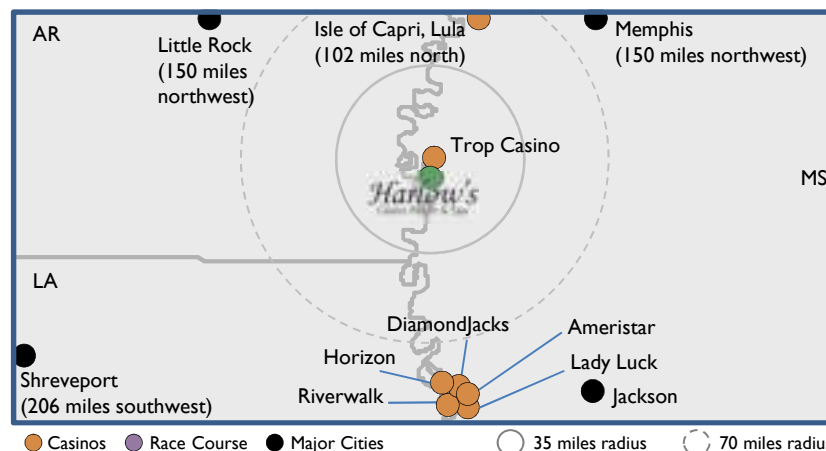 AR
Little Rock
(150 miles
northwest)
Isle of Capri, Lula
(102 miles north)
Memphis
(150 miles northwest)
Trop Casino
MS
Harlow's
LA
DiamondJacks
Ameristar
Horizon
Lady Luck
Riverwalk
Shreveport
(206 miles southwest)
Jackson
Casinos
Race Course
Major Cities
35 miles radius
70 miles radiu